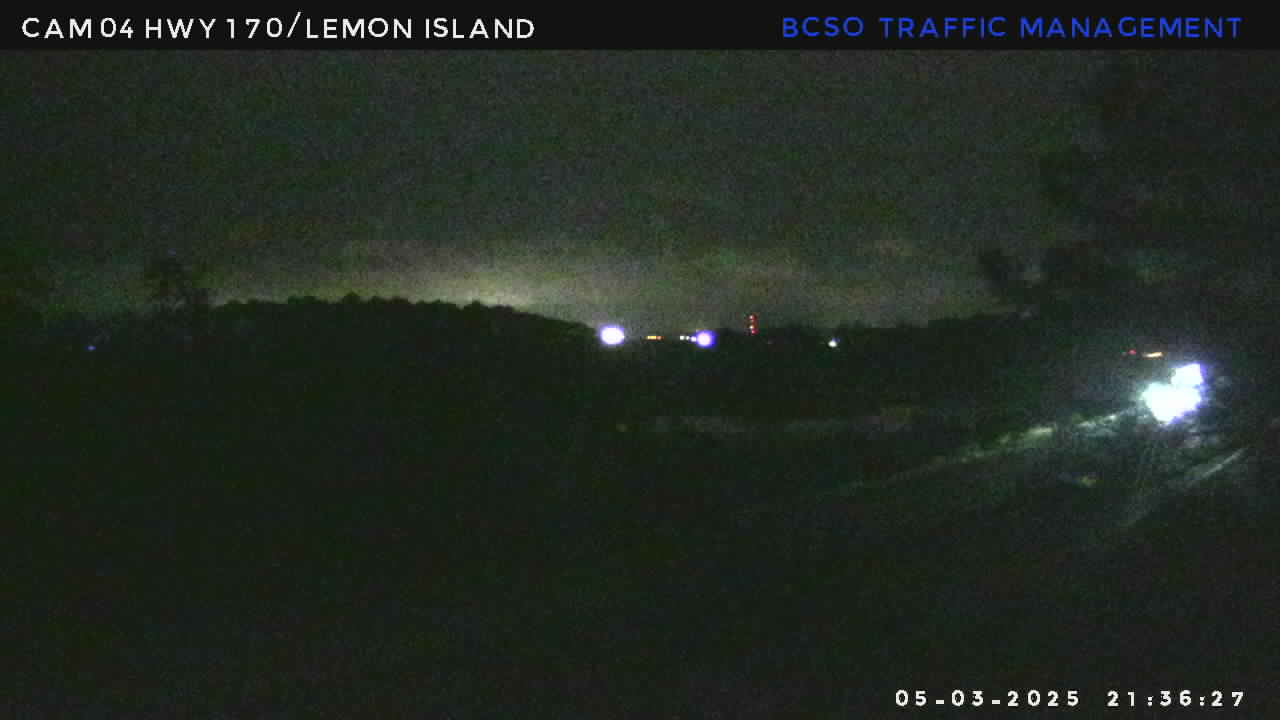 CAM 04 HWY 170/LEMON ISLAND
BCSO TRAFFIC MANAGEMENT
05-03-2025 21:36:27